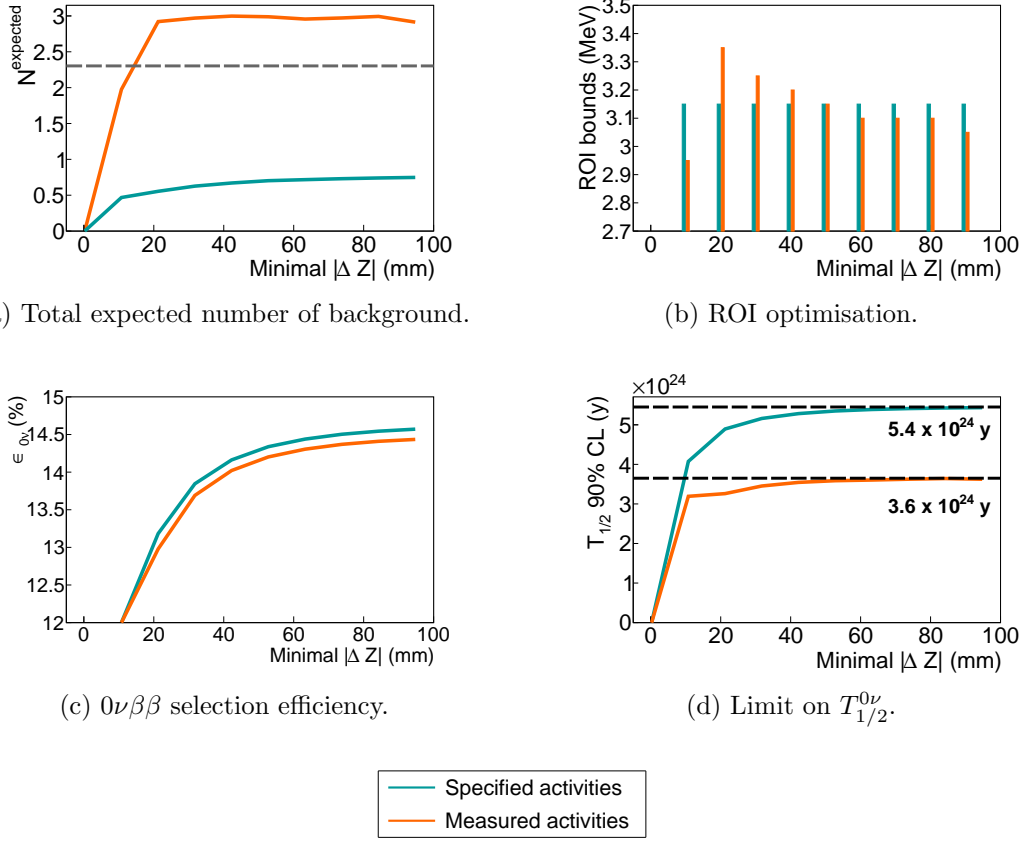 N^expected
3
2.5
2
1.5
1
0.5
0
0 20 40 60 80 100
Minimal |Δ Z| (mm)
) Total expected number of background.
ROI bounds (MeV)
3.5
3.4
3.3
3.2
3.1
3
2.9
2.8
2.7
0 20 40 60 80 100
Minimal |Δ Z| (mm)
(b) ROI optimisation.
ϵ_0ν (%)
15
14.5
14
13.5
13
12.5
12
0 20 40 60 80 100
Minimal |Δ Z| (mm)
(c) 0νββ selection efficiency.
×10^24
T_1/2 90% CL (y)
5
4
3
2
1
0
5.4 x 10^24 y
3.6 x 10^24 y
0 20 40 60 80 100
Minimal |Δ Z| (mm)
(d) Limit on T^0ν_1/2.
Specified activities
Measured activities